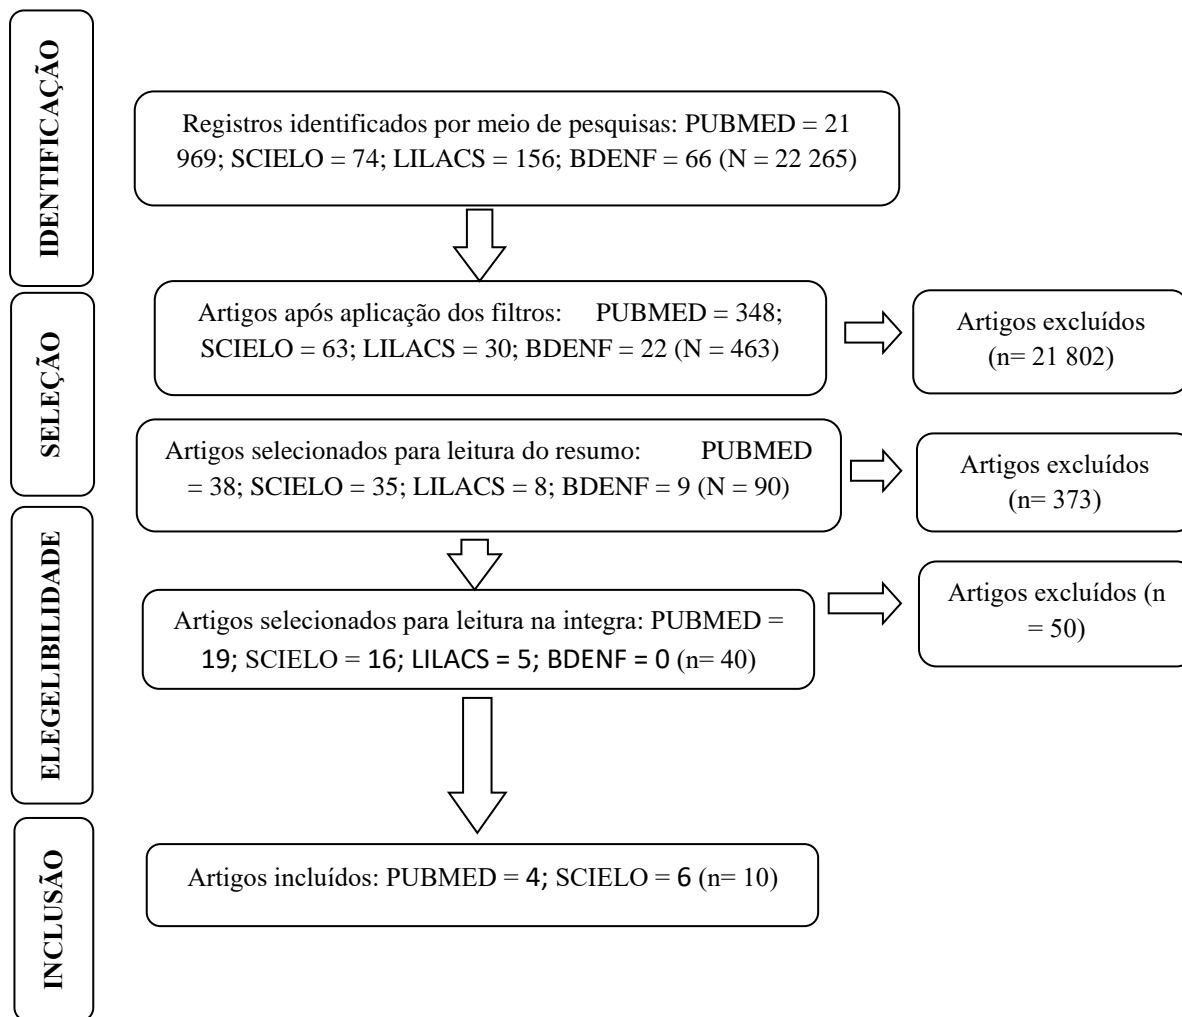 IDENTIFICAÇÃO
Registros identificados por meio de pesquisas: PUBMED = 21
969; SCIELO = 74; LILACS = 156; BDENF = 66 (N = 22 265)
SELEÇÃO
Artigos após aplicação dos filtros: PUBMED = 348;
SCIELO = 63; LILACS = 30; BDENF = 22 (N = 463)
Artigos excluídos
(n= 21 802)
Artigos selecionados para leitura do resumo: PUBMED
= 38; SCIELO = 35; LILACS = 8; BDENF = 9 (N = 90)
Artigos excluídos
(n= 373)
ELEGELIBILIDADE
Artigos selecionados para leitura na integra: PUBMED =
19; SCIELO = 16; LILACS = 5; BDENF = 0 (n= 40)
Artigos excluídos (n
= 50)
INCLUSÃO
Artigos incluídos: PUBMED = 4; SCIELO = 6 (n= 10)